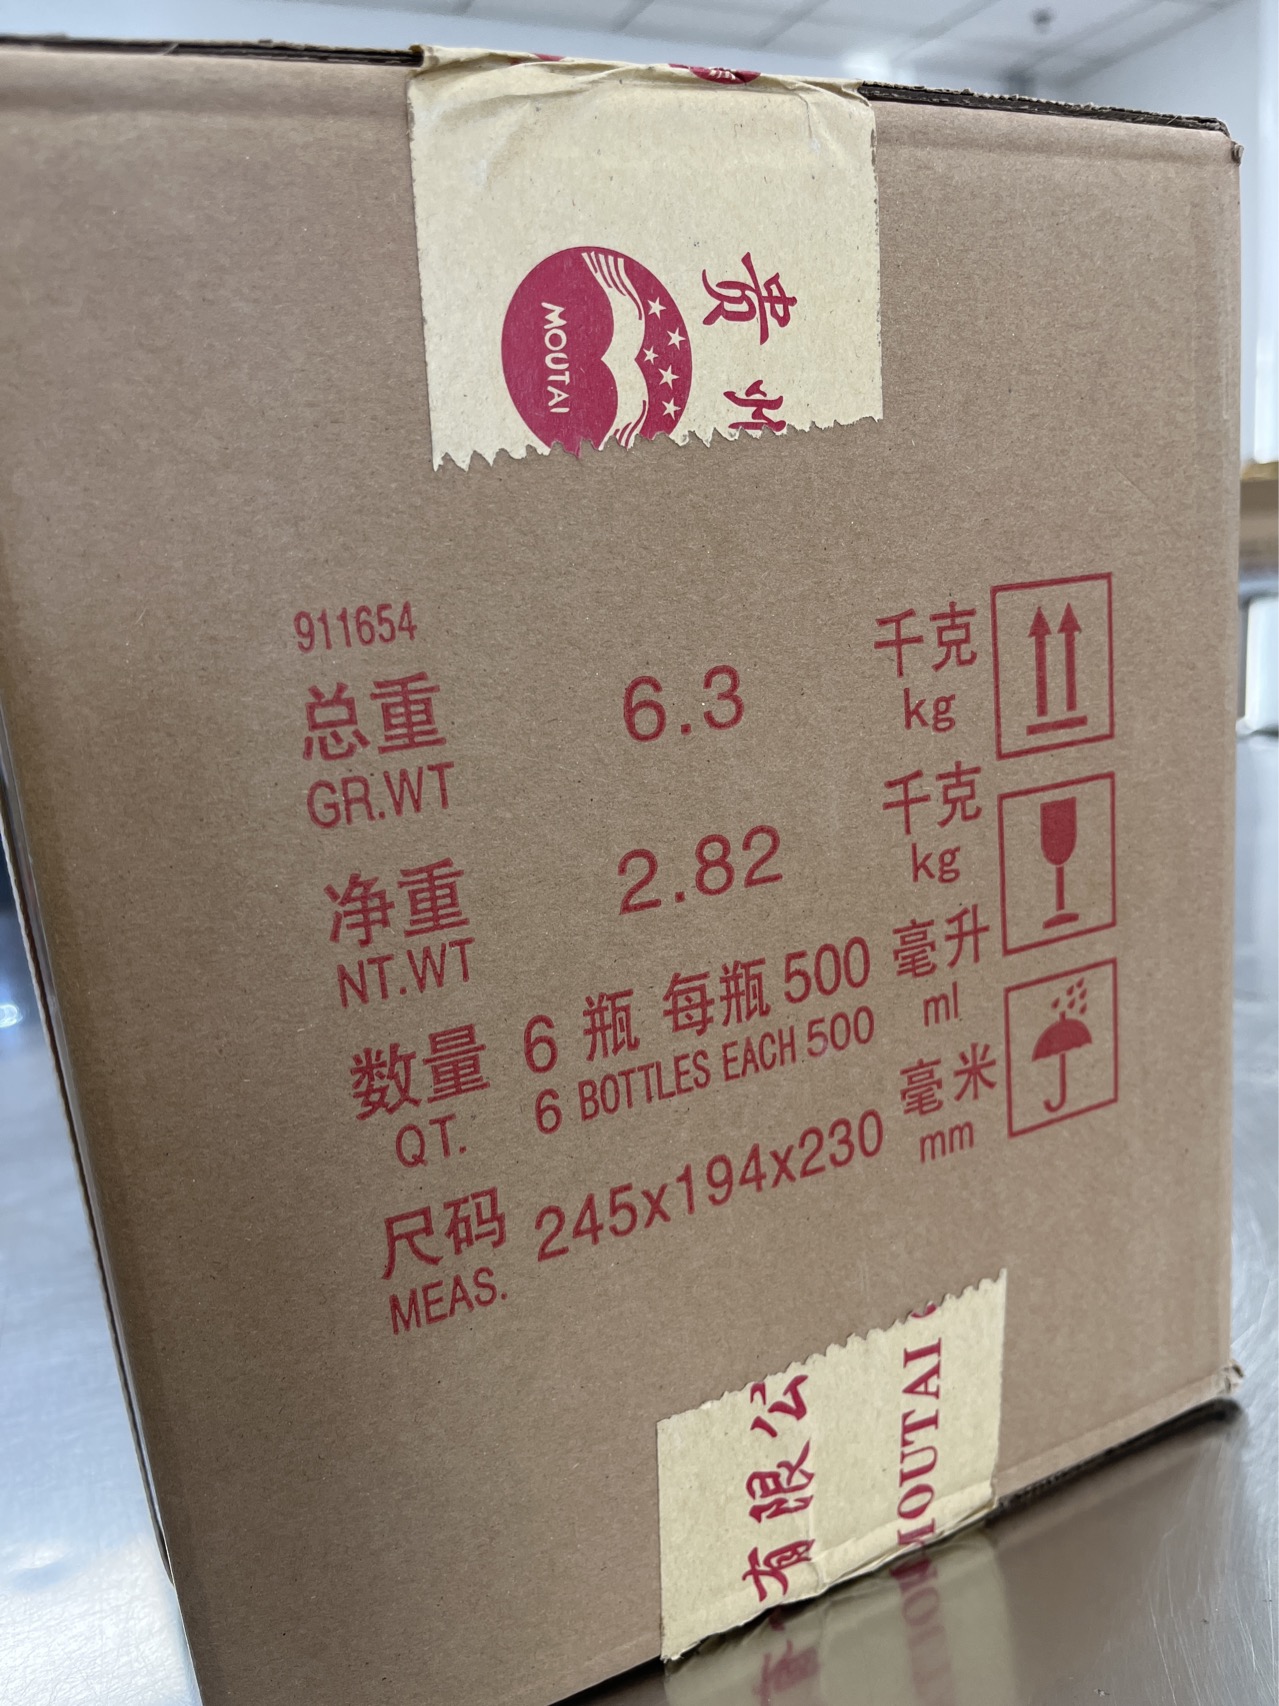 MOUTAI
贵州
911654
总重 6.3 千克
GR.WT kg
净重 2.82 千克
NT.WT kg
数量 6 瓶 每瓶 500 毫升
QT. 6 BOTTLES EACH 500 ml
尺码 245x194x230 毫米
MEAS. mm
有限公
MOUTAI